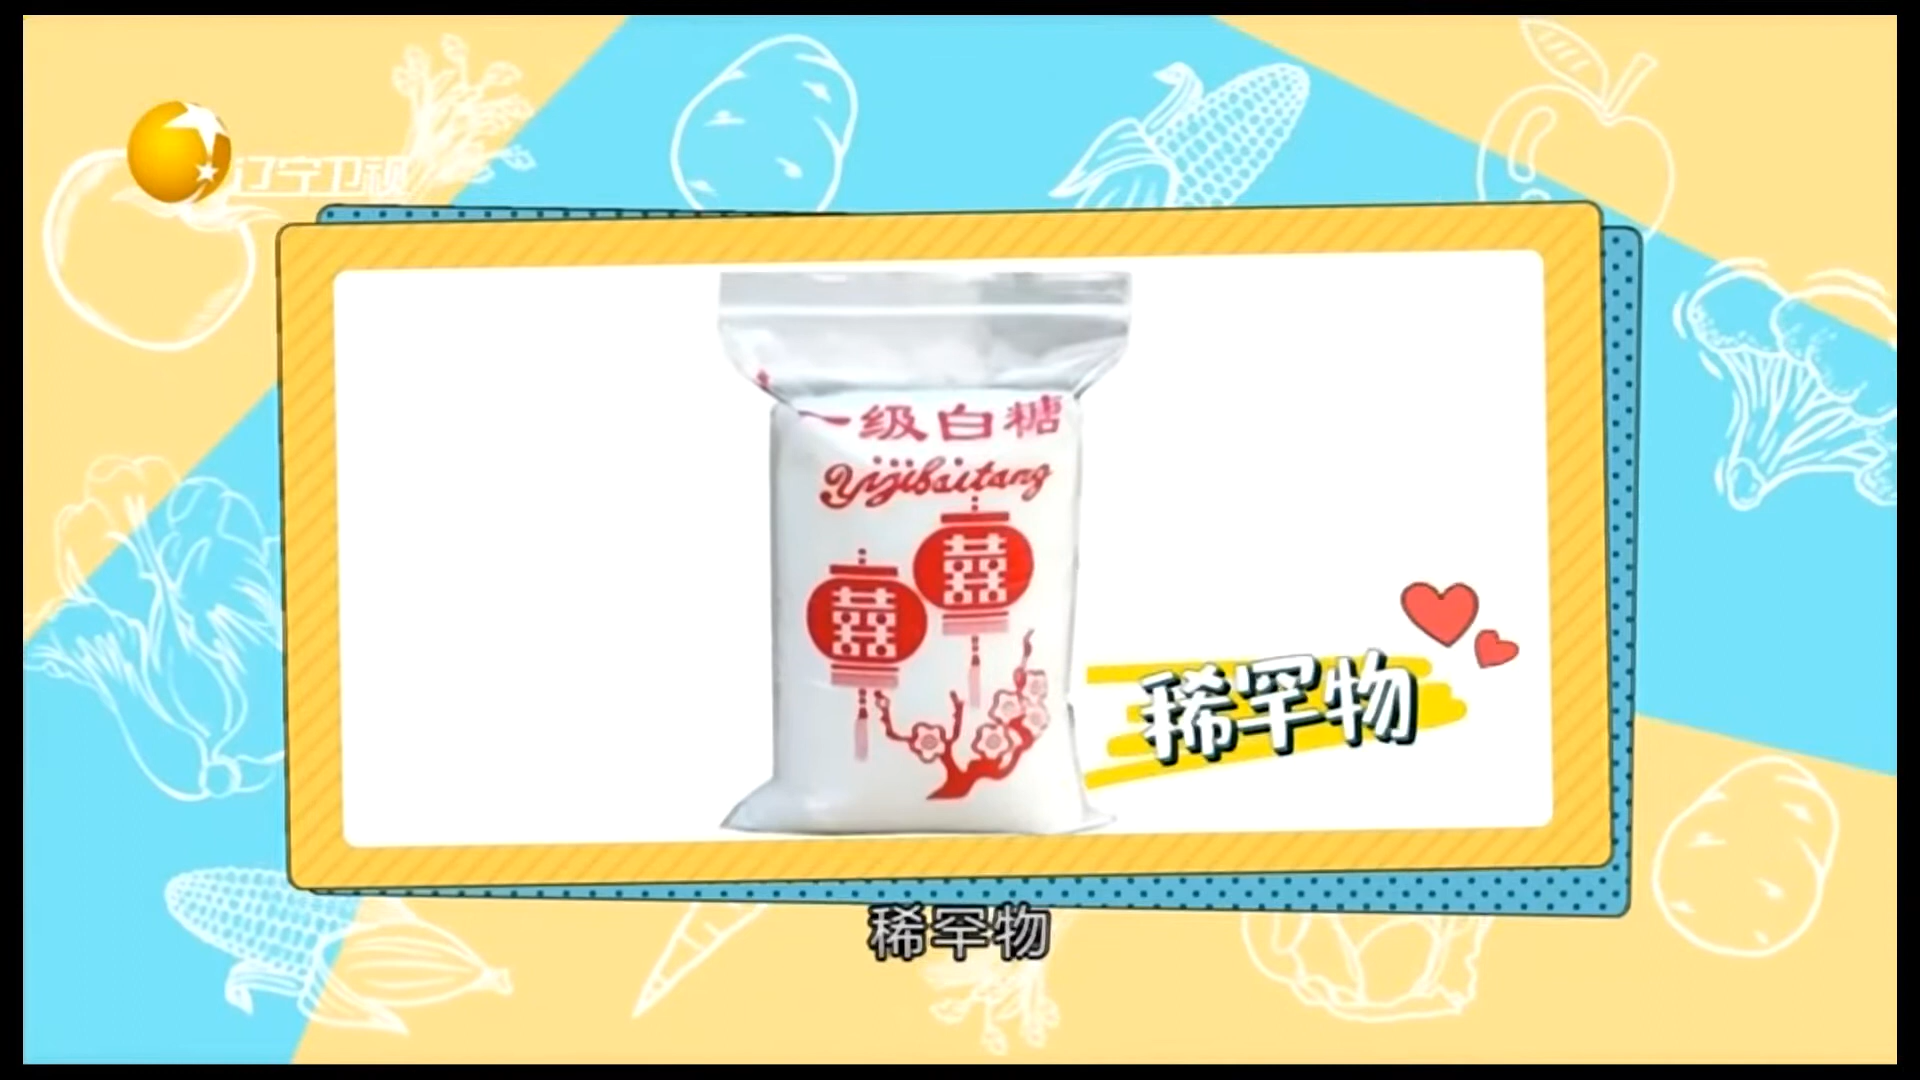 辽宁卫视
一级白糖
Yijibaitang
囍
囍
稀罕物
稀罕物